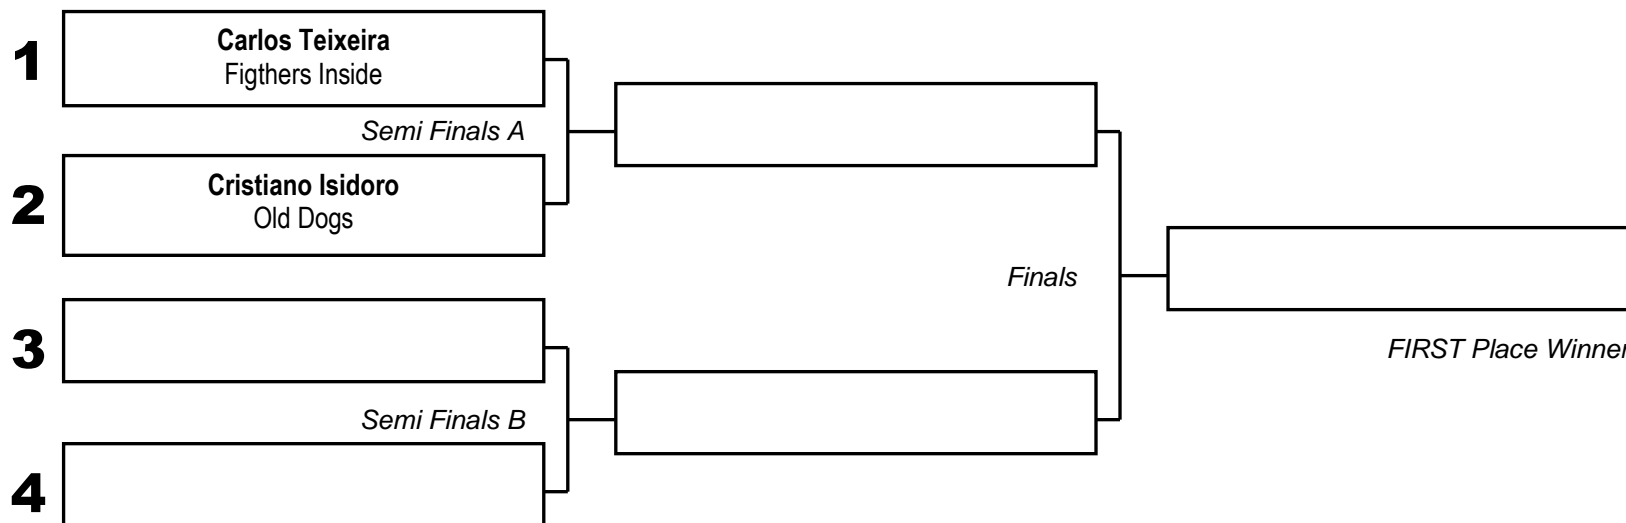 1
Carlos Teixeira
Figthers Inside
Semi Finals A
2
Cristiano Isidoro
Old Dogs
Finals
3
FIRST Place Winner
Semi Finals B
4